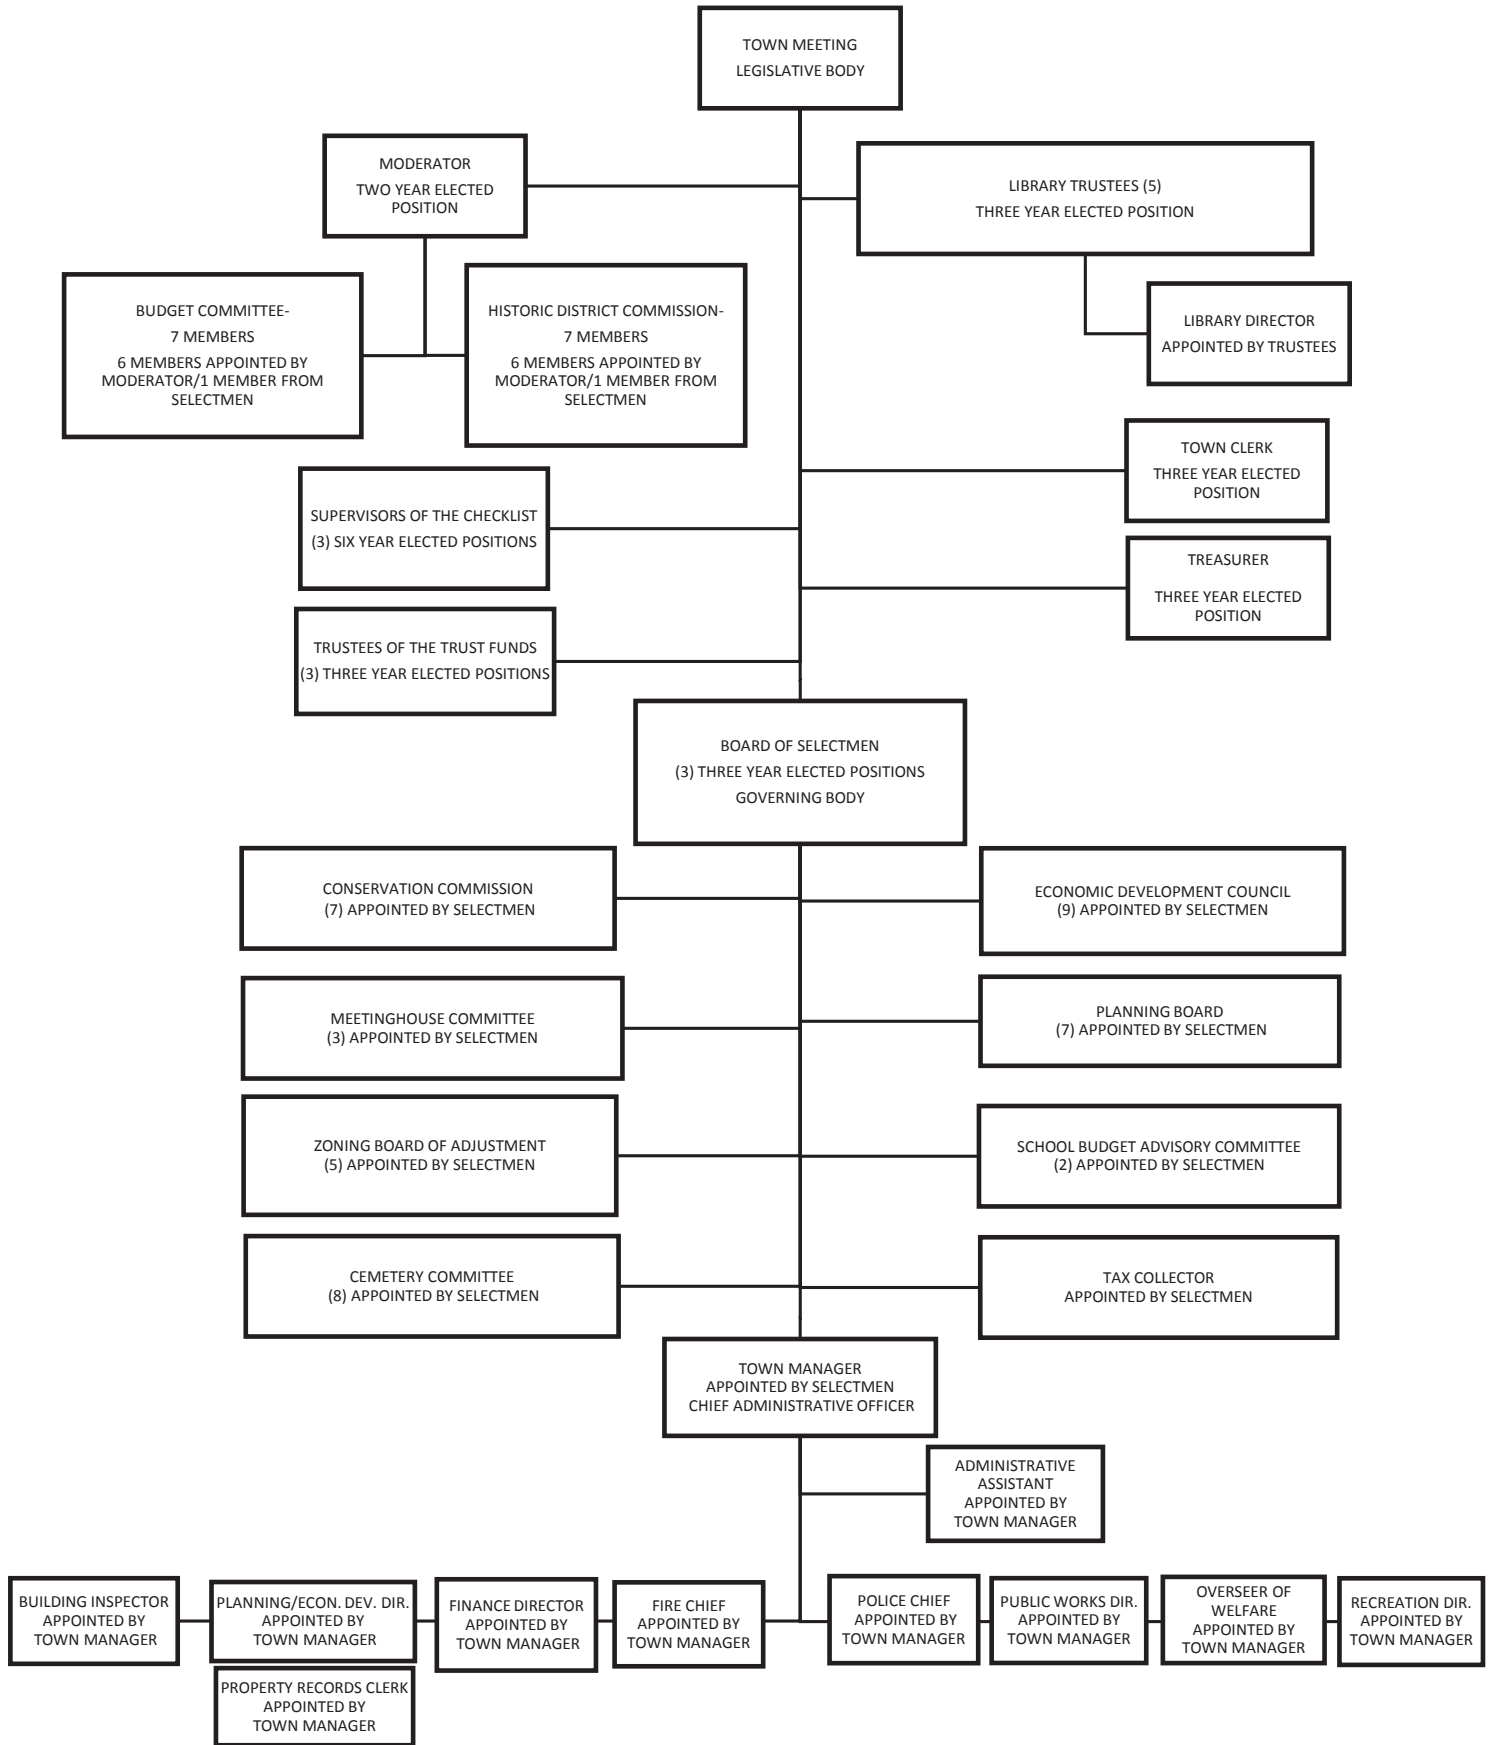 TOWN MEETING
LEGISLATIVE BODY
MODERATOR
TWO YEAR ELECTED
POSITION
LIBRARY TRUSTEES (5)
THREE YEAR ELECTED POSITION
BUDGET COMMITTEE-
7 MEMBERS
6 MEMBERS APPOINTED BY
MODERATOR/1 MEMBER FROM
SELECTMEN
HISTORIC DISTRICT COMMISSION-
7 MEMBERS
6 MEMBERS APPOINTED BY
MODERATOR/1 MEMBER FROM
SELECTMEN
LIBRARY DIRECTOR
APPOINTED BY TRUSTEES
TOWN CLERK
THREE YEAR ELECTED
POSITION
SUPERVISORS OF THE CHECKLIST
(3) SIX YEAR ELECTED POSITIONS
TREASURER
THREE YEAR ELECTED
POSITION
TRUSTEES OF THE TRUST FUNDS
(3) THREE YEAR ELECTED POSITIONS
BOARD OF SELECTMEN
(3) THREE YEAR ELECTED POSITIONS
GOVERNING BODY
CONSERVATION COMMISSION
(7) APPOINTED BY SELECTMEN
ECONOMIC DEVELOPMENT COUNCIL
(9) APPOINTED BY SELECTMEN
MEETINGHOUSE COMMITTEE
(3) APPOINTED BY SELECTMEN
PLANNING BOARD
(7) APPOINTED BY SELECTMEN
ZONING BOARD OF ADJUSTMENT
(5) APPOINTED BY SELECTMEN
SCHOOL BUDGET ADVISORY COMMITTEE
(2) APPOINTED BY SELECTMEN
CEMETERY COMMITTEE
(8) APPOINTED BY SELECTMEN
TAX COLLECTOR
APPOINTED BY SELECTMEN
TOWN MANAGER
APPOINTED BY SELECTMEN
CHIEF ADMINISTRATIVE OFFICER
ADMINISTRATIVE
ASSISTANT
APPOINTED BY
TOWN MANAGER
BUILDING INSPECTOR
APPOINTED BY
TOWN MANAGER
PLANNING/ECON. DEV. DIR.
APPOINTED BY
TOWN MANAGER
FINANCE DIRECTOR
APPOINTED BY
TOWN MANAGER
FIRE CHIEF
APPOINTED BY
TOWN MANAGER
POLICE CHIEF
APPOINTED BY
TOWN MANAGER
PUBLIC WORKS DIR.
APPOINTED BY
TOWN MANAGER
OVERSEER OF
WELFARE
APPOINTED BY
TOWN MANAGER
RECREATION DIR.
APPOINTED BY
TOWN MANAGER
PROPERTY RECORDS CLERK
APPOINTED BY
TOWN MANAGER